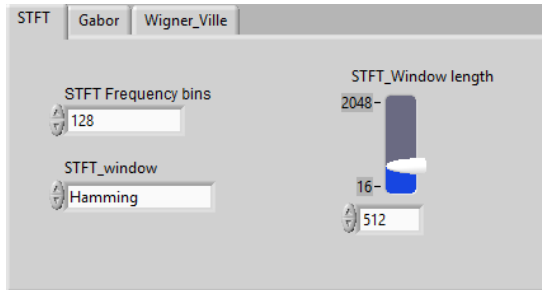 STFT Gabor Wigner_Ville
STFT Frequency bins
128
STFT_window
Hamming
STFT_Window length
2048
16
512